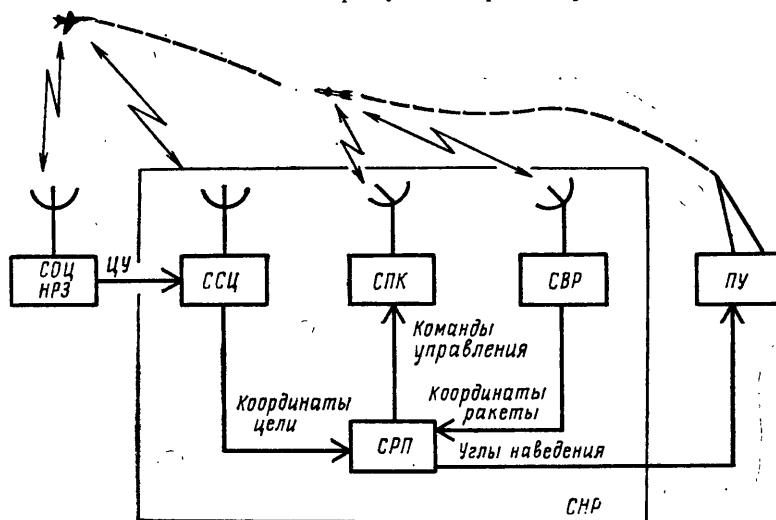 СОЦ
НРЗ
ЦУ
ССЦ
СПК
СВР
ПУ
Команды
управления
Координаты
цели
Координаты
ракеты
СРП
Углы наведения
СНР